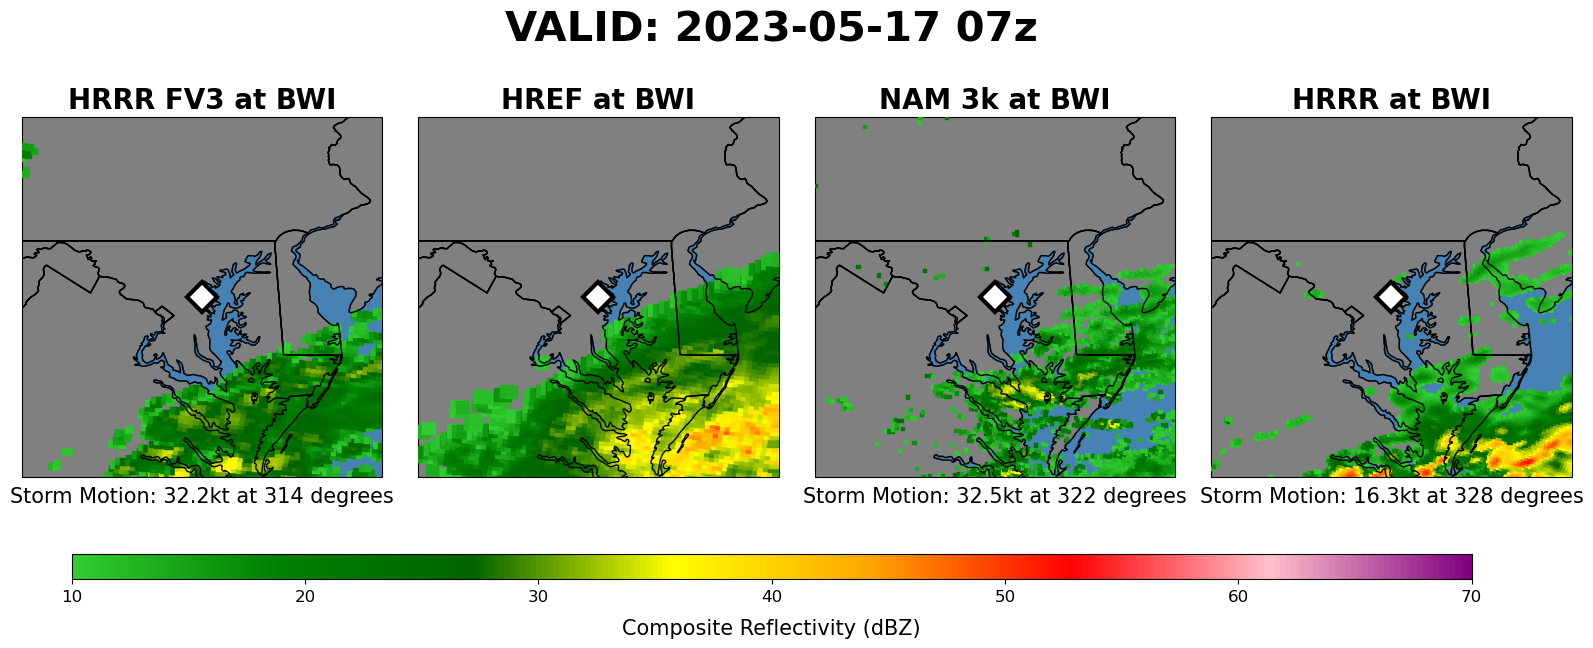 VALID: 2023-05-17 07z
HRRR FV3 at BWI
HREF at BWI
NAM 3k at BWI
HRRR at BWI
Storm Motion: 32.2kt at 314 degrees
Storm Motion: 32.5kt at 322 degrees
Storm Motion: 16.3kt at 328 degrees
10 20 30 40 50 60 70
Composite Reflectivity (dBZ)